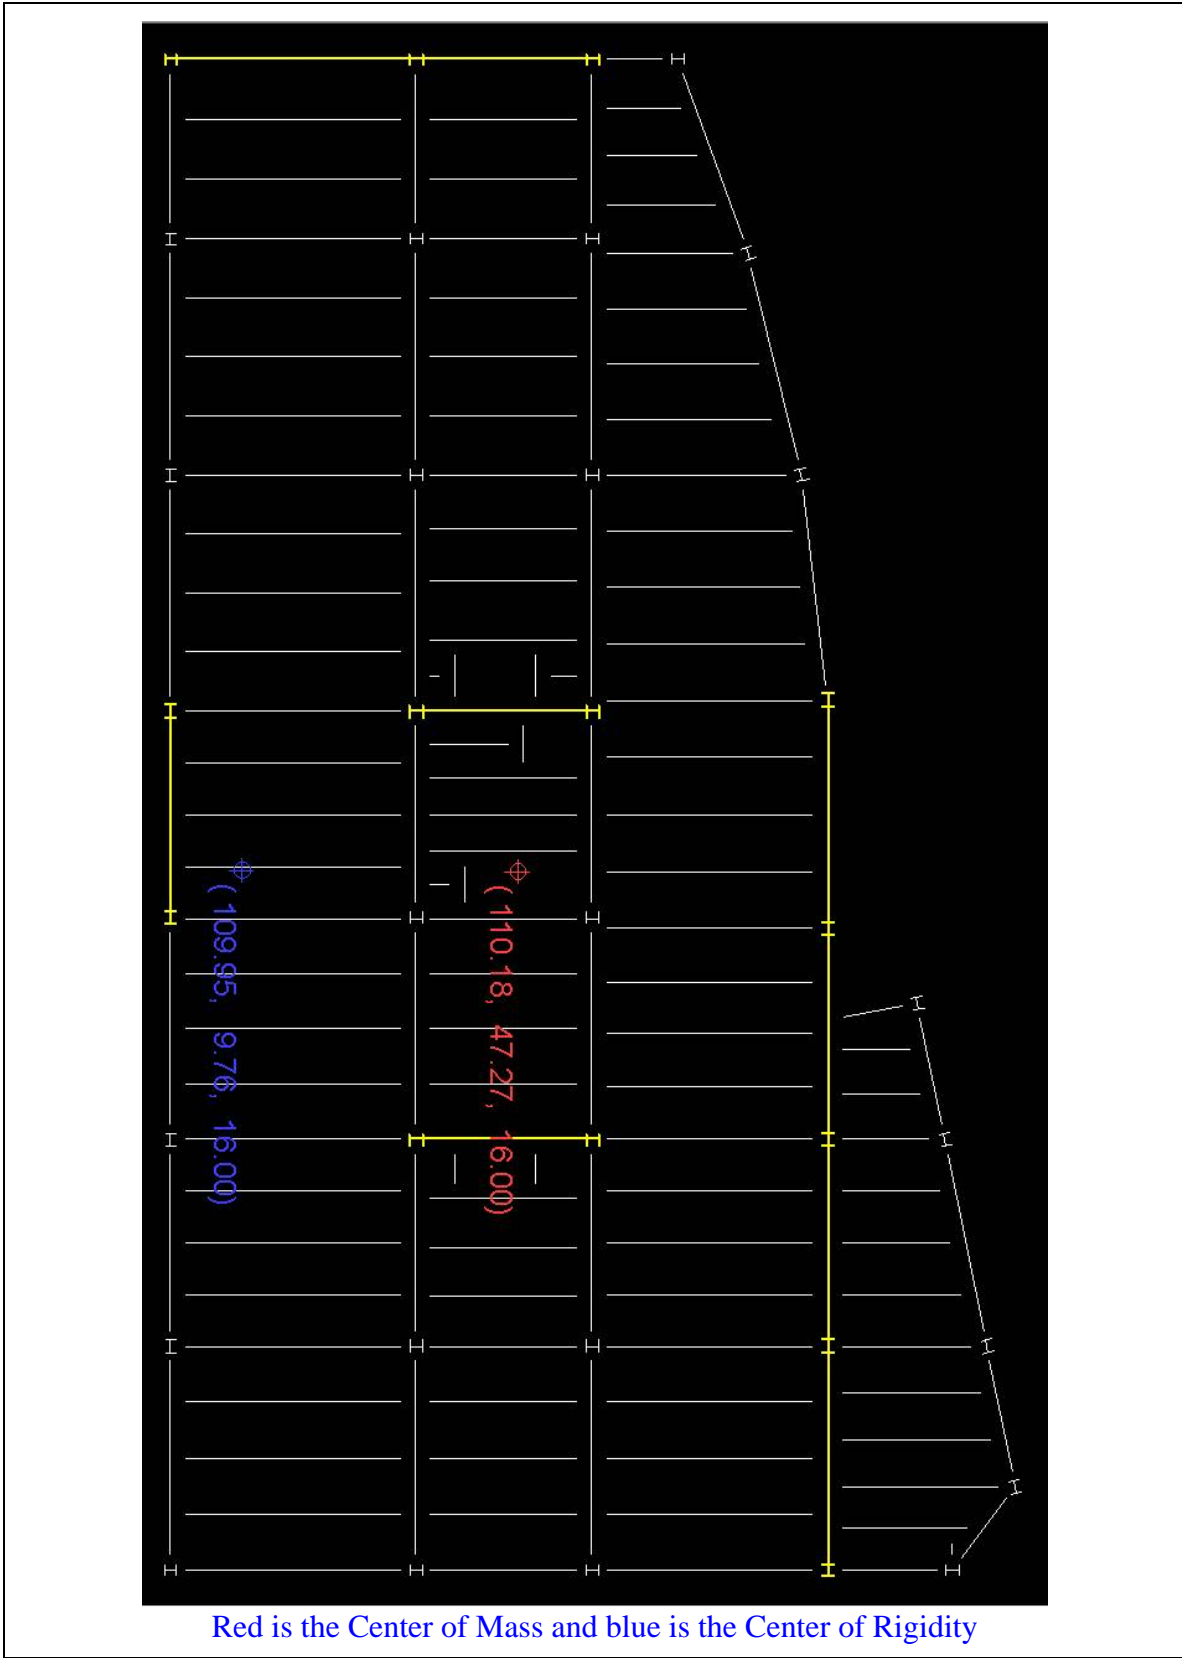 ( 109.95, 9.76, 16.00)
( 110.18, 47.27, 16.00)
Red is the Center of Mass and blue is the Center of Rigidity